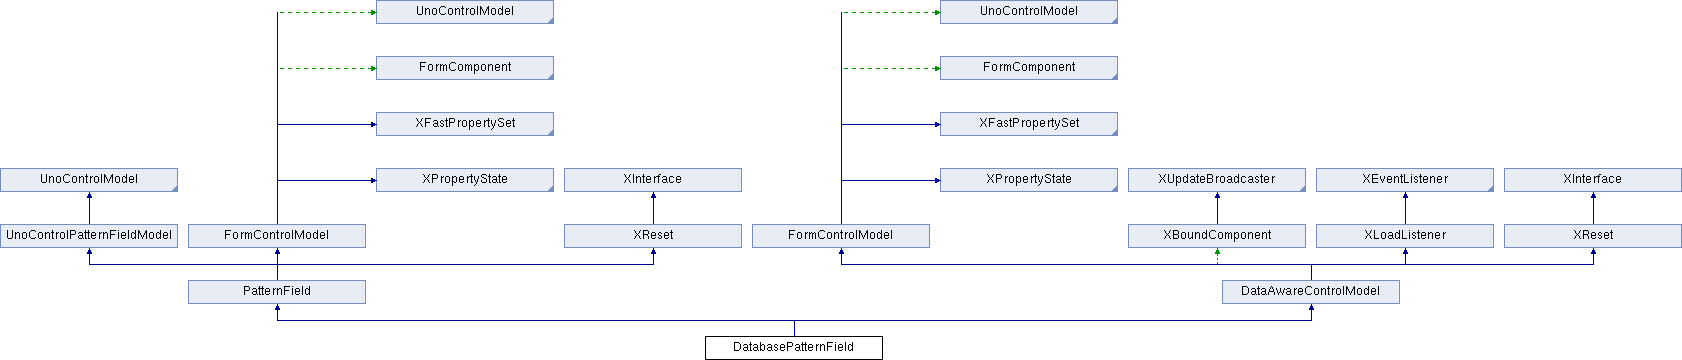 UnoControlModel
UnoControlModel
FormComponent
FormComponent
XFastPropertySet
XFastPropertySet
UnoControlModel
XPropertyState
XInterface
XPropertyState
XUpdateBroadcaster
XEventListener
XInterface
UnoControlPatternFieldModel
FormControlModel
XReset
FormControlModel
XBoundComponent
XLoadListener
XReset
PatternField
DataAwareControlModel
DatabasePatternField